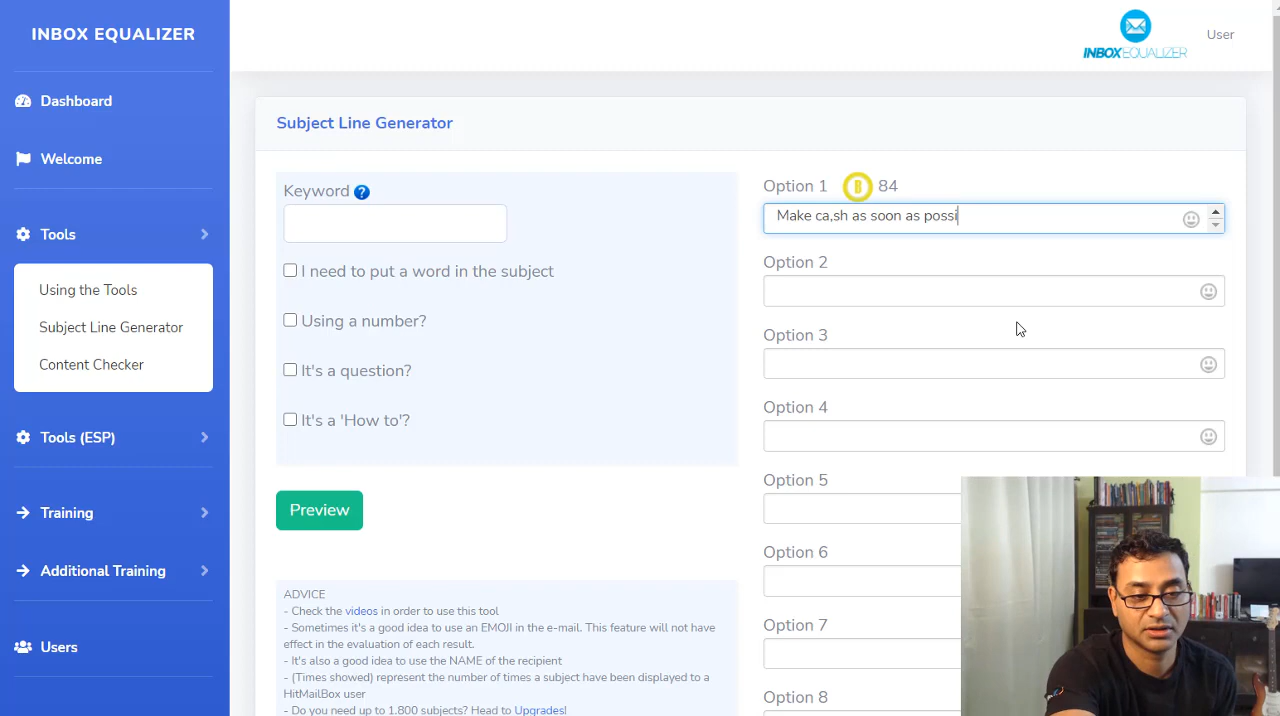 INBOX EQUALIZER
Dashboard
Welcome
Tools
Using the Tools
Subject Line Generator
Content Checker
Tools (ESP)
Training
Additional Training
Users
INBOXEQUALIZER
User
Subject Line Generator
Keyword ?
I need to put a word in the subject
Using a number?
It's a question?
It's a 'How to'?
Preview
ADVICE
- Check the videos in order to use this tool
- Sometimes it's a good idea to use an EMOJI in the e-mail. This feature will not have
effect in the evaluation of each result.
- It's also a good idea to use the NAME of the recipient
- (Times showed) represent the number of times a subject have been displayed to a
HitMailBox user
- Do you need up to 1.800 subjects? Head to Upgrades!
Option 1 B 84
Make ca,sh as soon as possi
Option 2
Option 3
Option 4
Option 5
Option 6
Option 7
Option 8